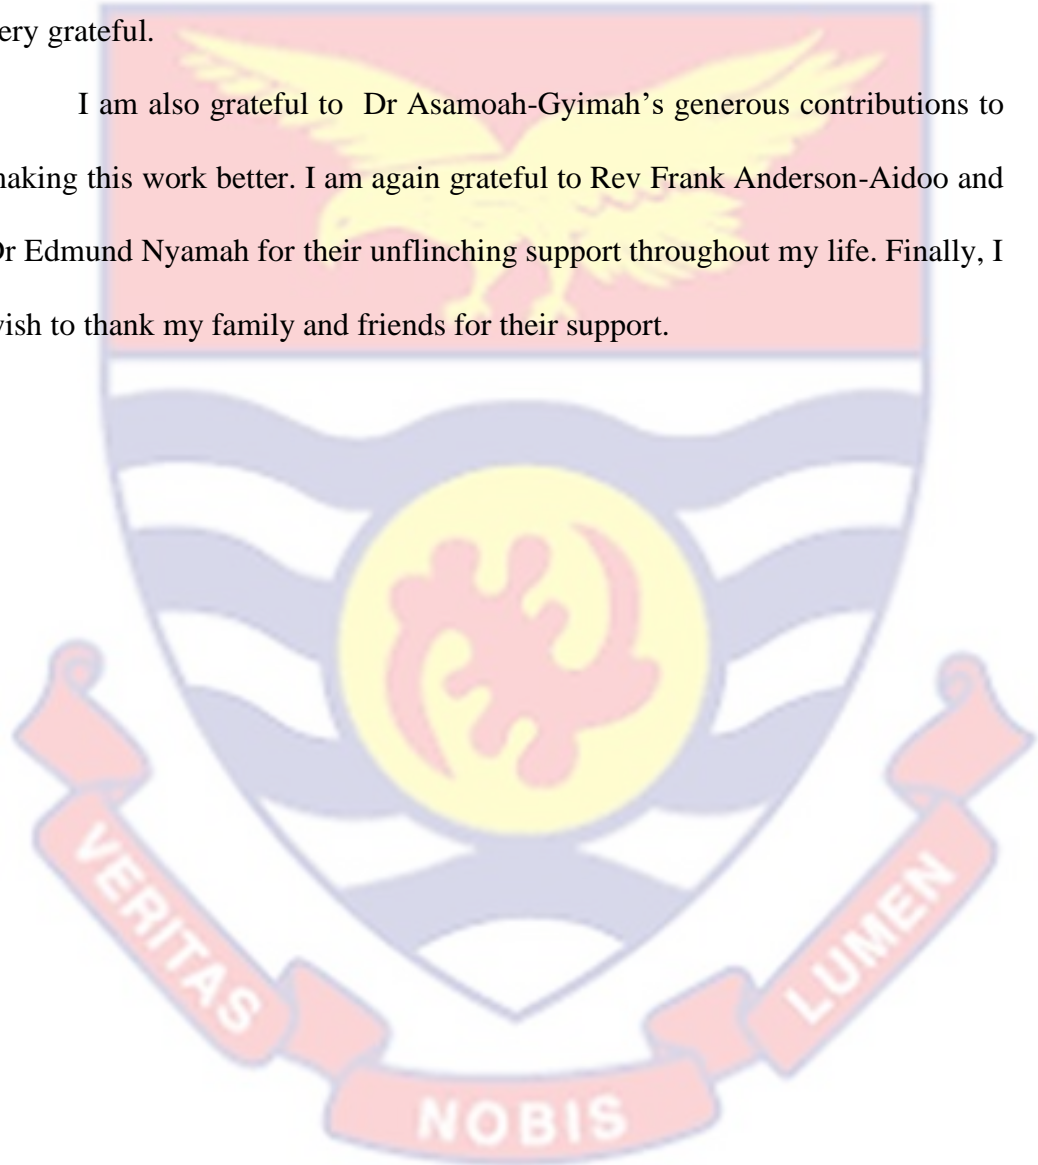 ery grateful.
I am also grateful to Dr Asamoah-Gyimah’s generous contributions to
naking this work better. I am again grateful to Rev Frank Anderson-Aidoo and
Dr Edmund Nyamah for their unflinching support throughout my life. Finally, I
vish to thank my family and friends for their support.
VERITAS
NOBIS
LUMEN